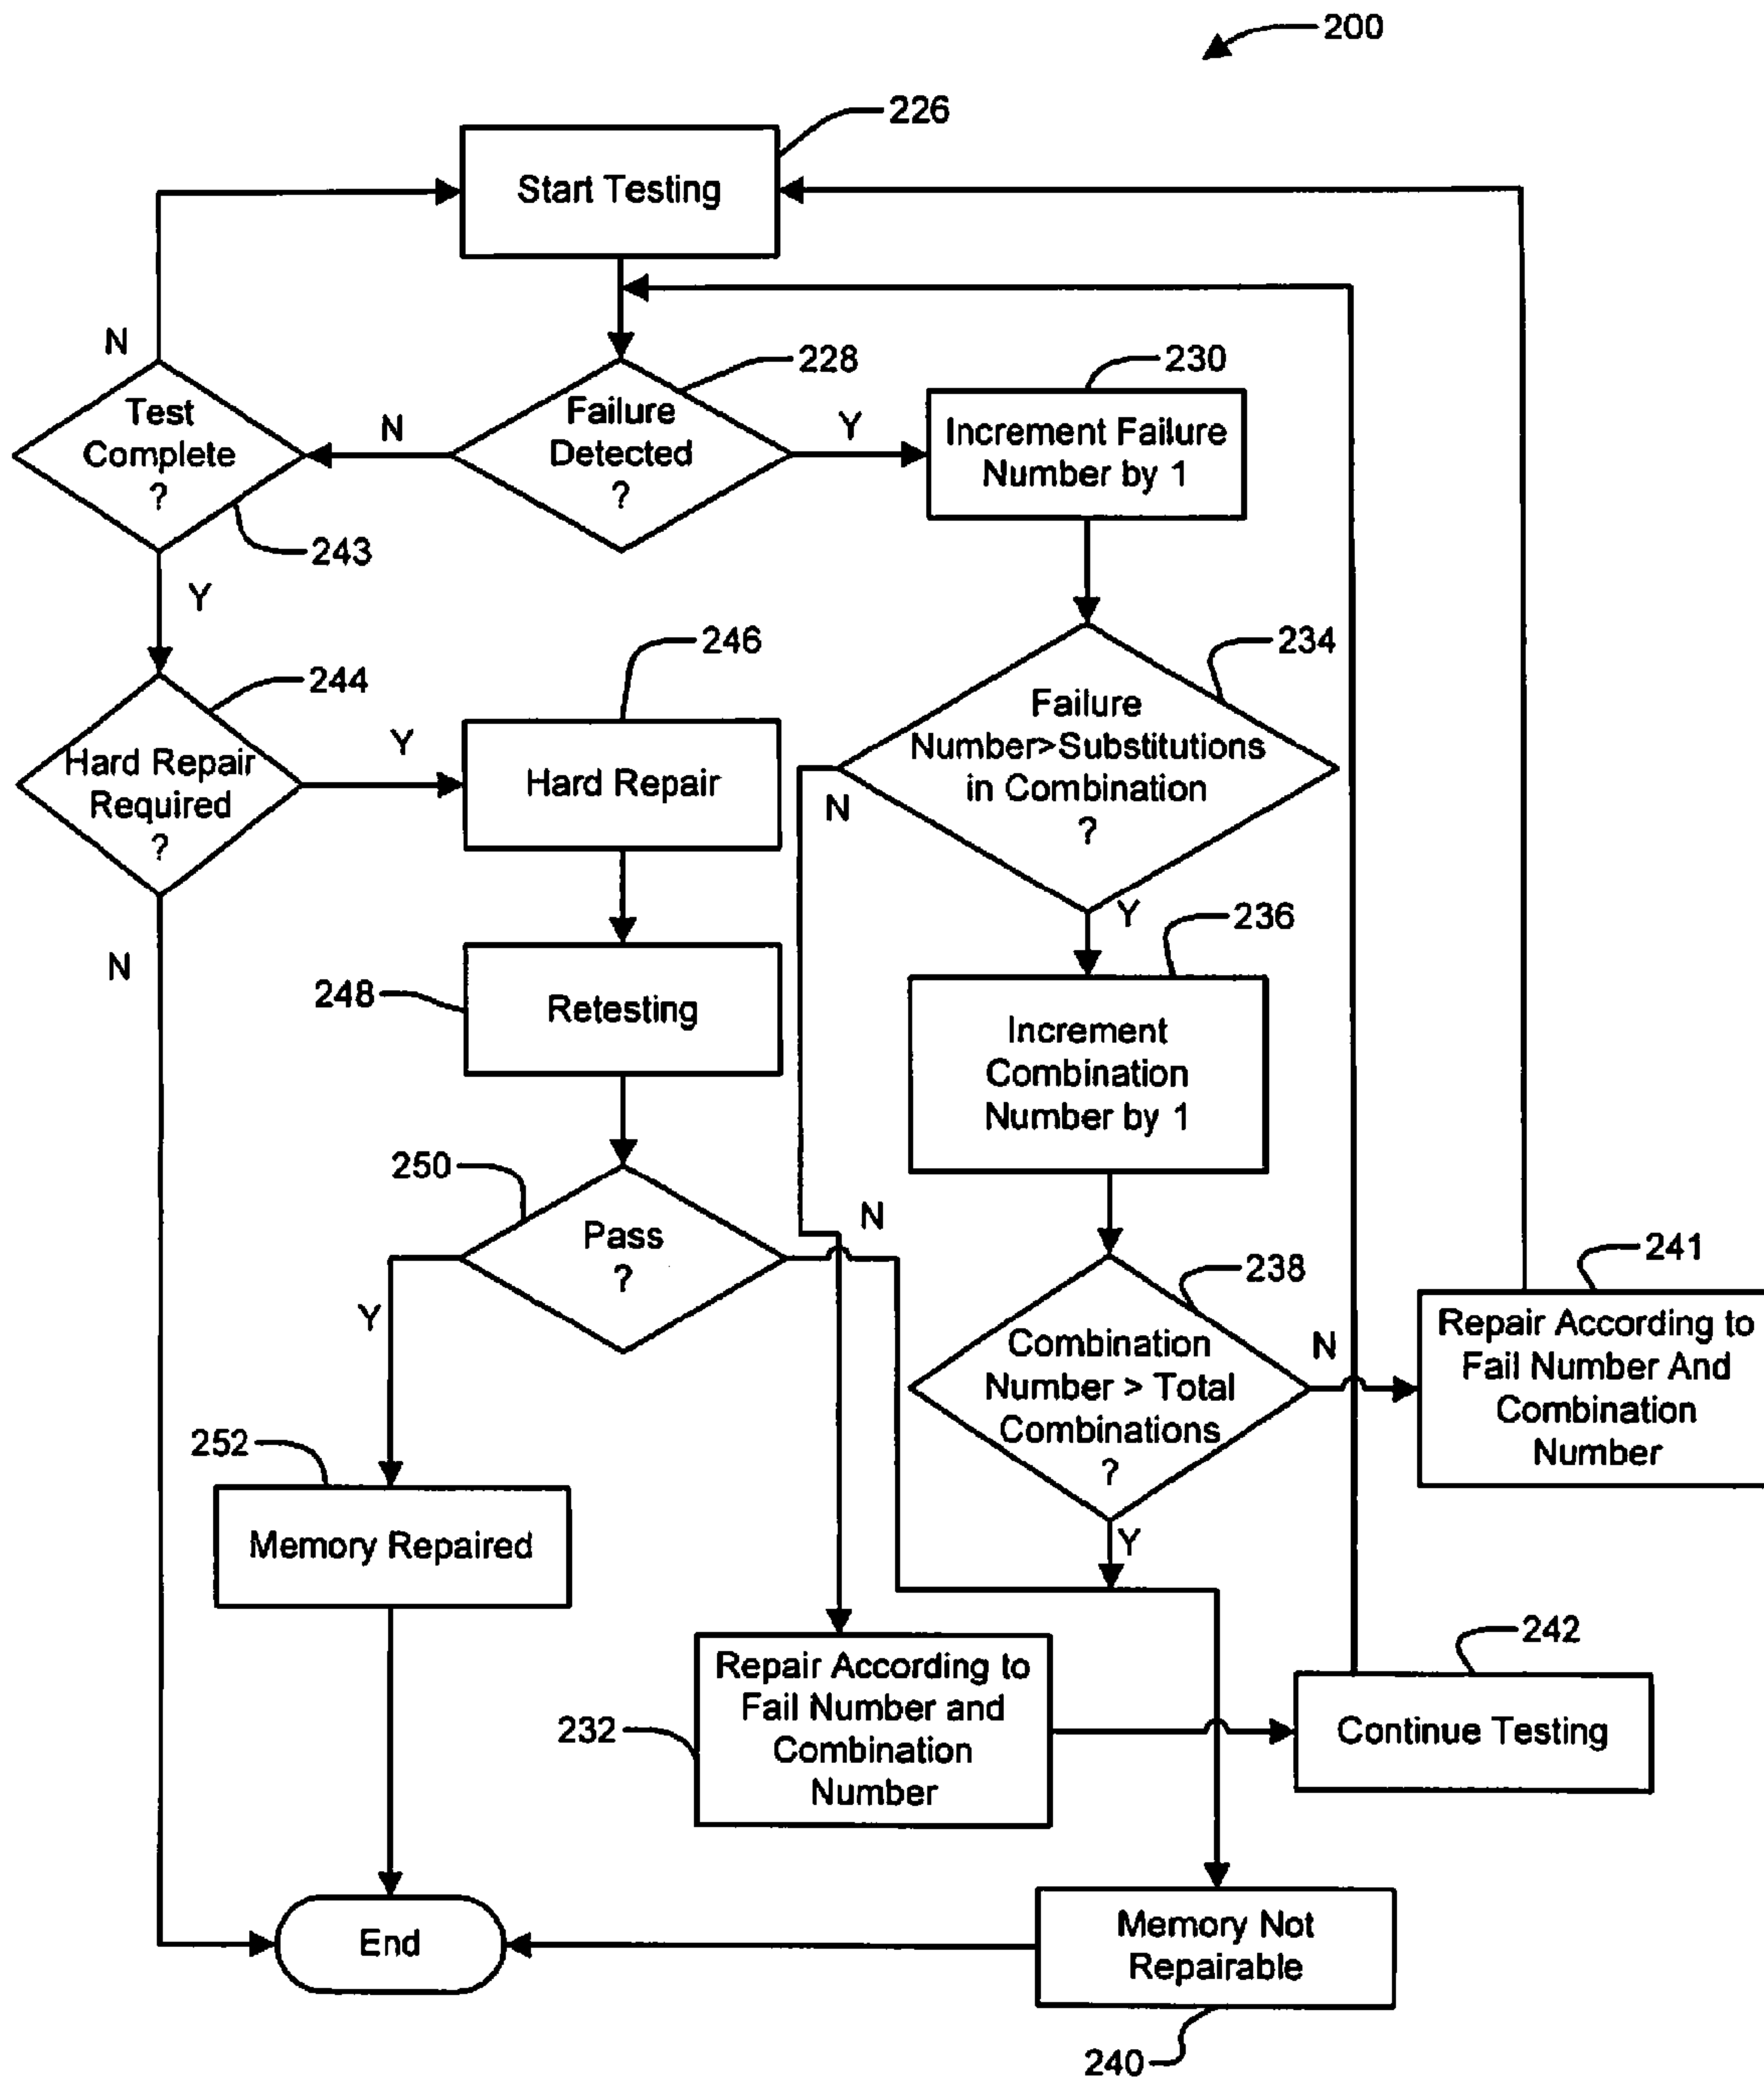 200
226
Start Testing
N
228
230
Test
Complete
?
N
Failure
Detected
?
Y
Increment Failure
Number by 1
243
Y
246
234
244
Failure
Number>Substitutions
in Combination
?
Hard Repair
Required
?
Y
Hard Repair
N
Y
236
N
248
Retesting
Increment
Combination
Number by 1
250
N
Pass
?
241
238
Y
Combination
Number > Total
Combinations
?
N
Repair According to
Fail Number And
Combination
Number
252
Memory Repaired
Y
242
Repair According to
Fail Number and
Combination
Number
232
Continue Testing
End
Memory Not
Repairable
240